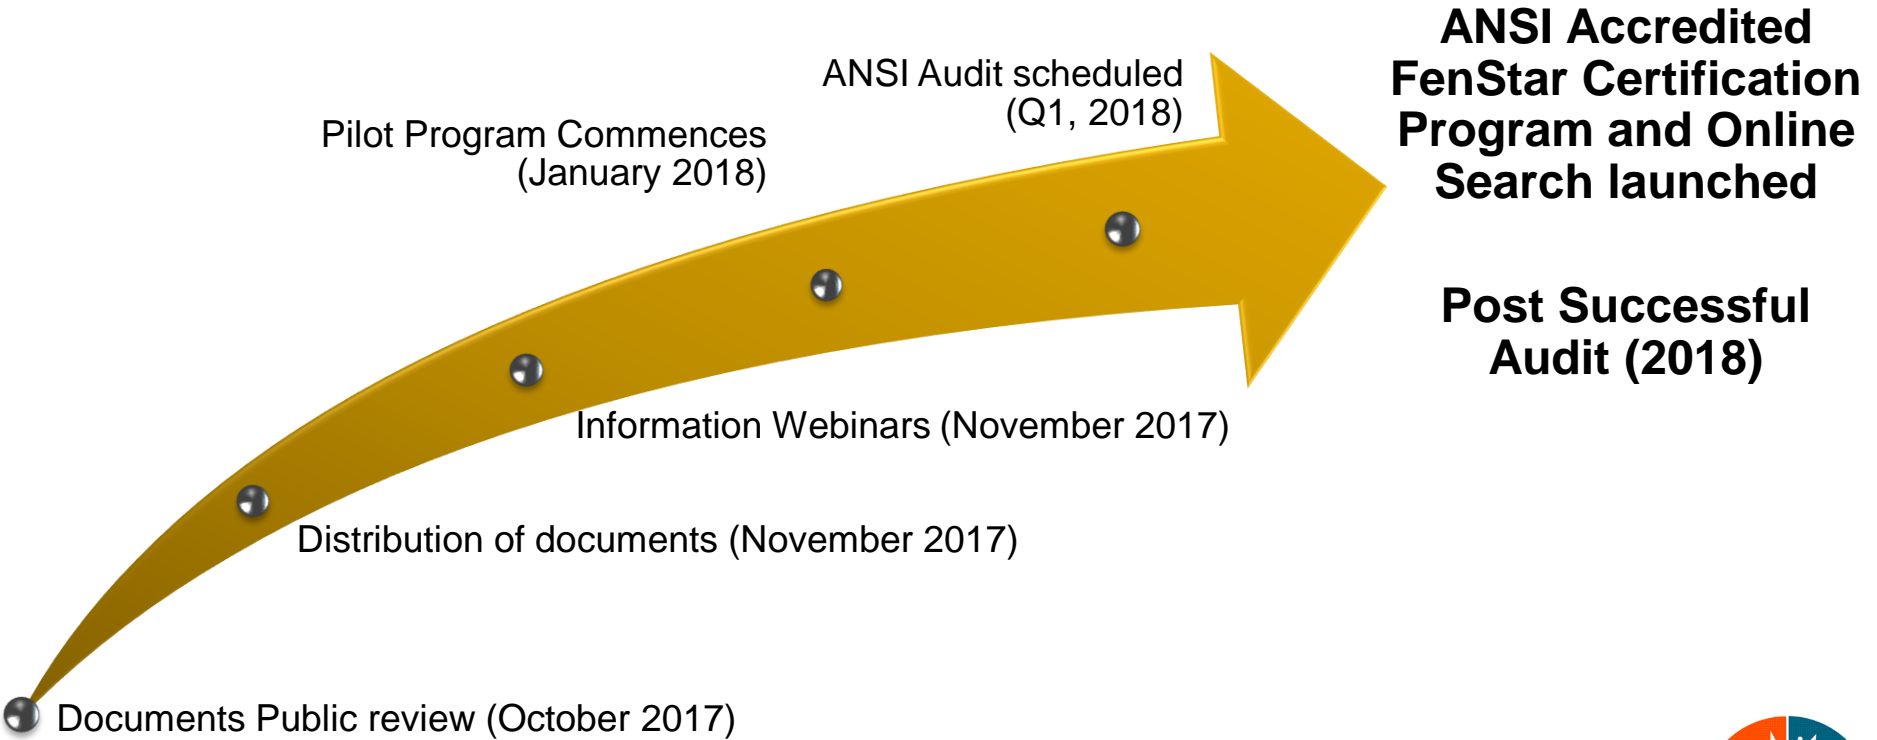 ANSI Accredited
FenStar Certification
Program and Online
Search launched
Post Successful
Audit (2018)
ANSI Audit scheduled
(Q1, 2018)
Pilot Program Commences
(January 2018)
Information Webinars (November 2017)
Distribution of documents (November 2017)
Documents Public review (October 2017)